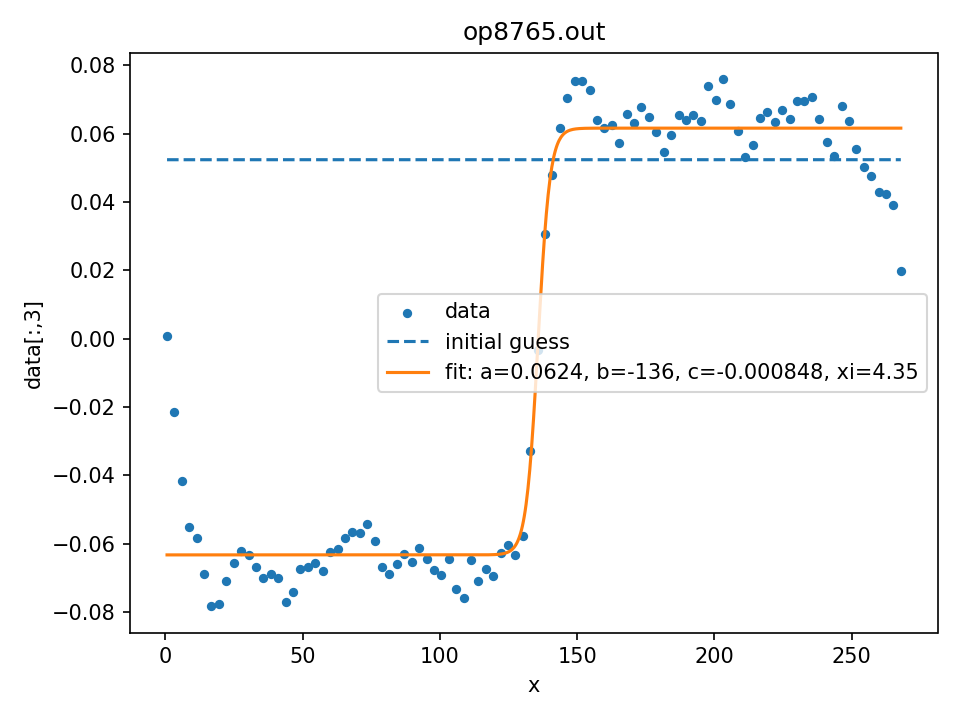 op8765.out
0.08
0.06
0.04
0.02
0.00
−0.02
−0.04
−0.06
−0.08
data[:,3]
data
initial guess
fit: a=0.0624, b=-136, c=-0.000848, xi=4.35
0 50 100 150 200 250
x